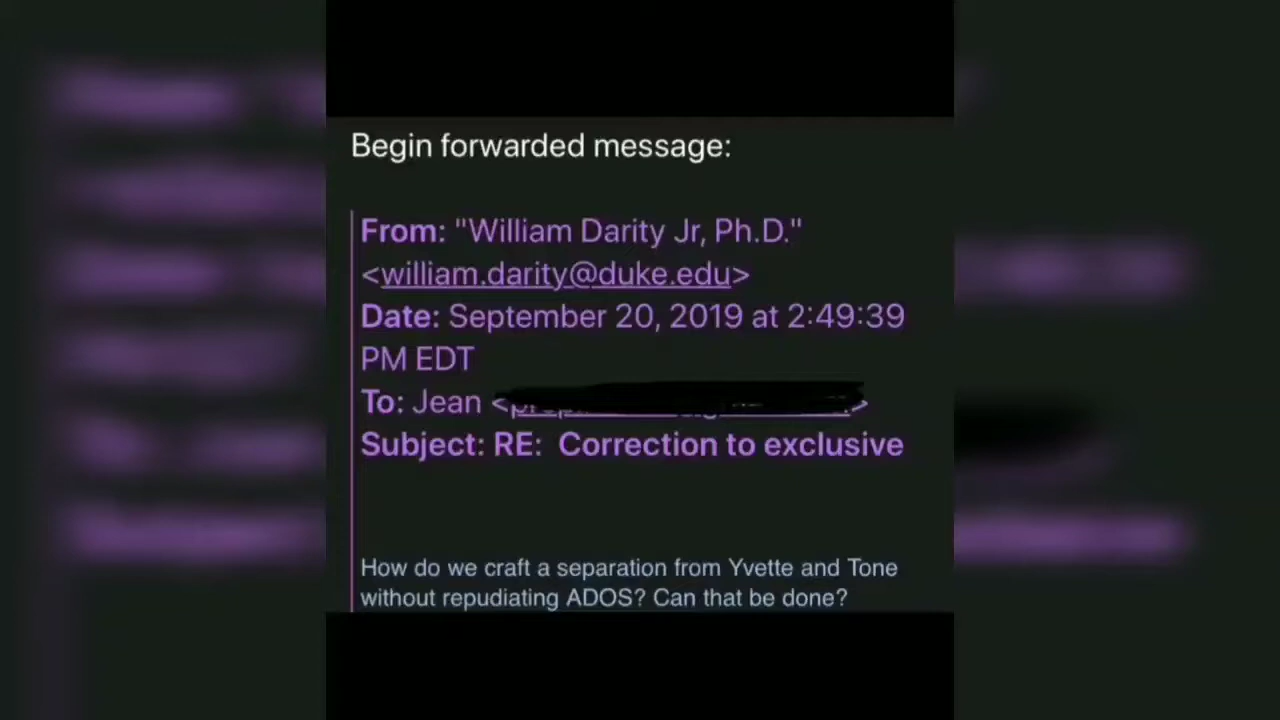 Begin forwarded message:
From: "William Darity Jr, Ph.D."
<william.darity@duke.edu>
Date: September 20, 2019 at 2:49:39
PM EDT
To: Jean < >
Subject: RE: Correction to exclusive
How do we craft a separation from Yvette and Tone
without repudiating ADOS? Can that be done?